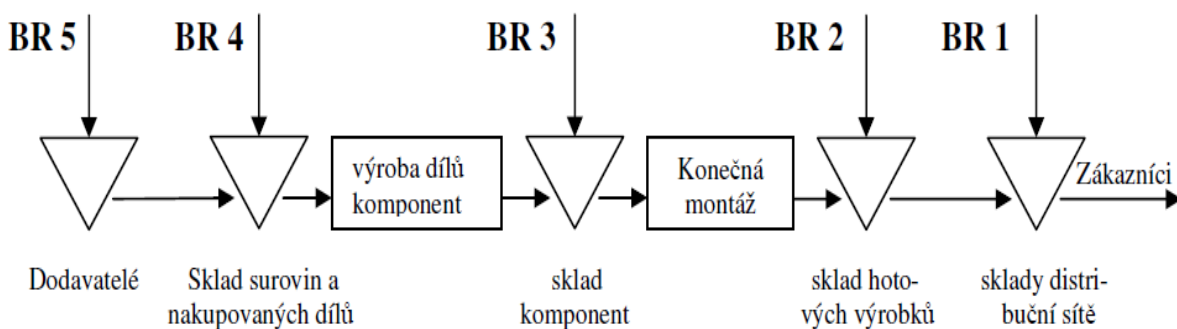 BR 5
BR 4
BR 3
BR 2
BR 1
výroba dílů
komponent
Konečná
montáž
Zákazníci
Dodavatelé
Sklad surovin a
nakupovaných dílů
sklad
komponent
sklad hoto-
vých výrobků
sklady distri-
buční sítě